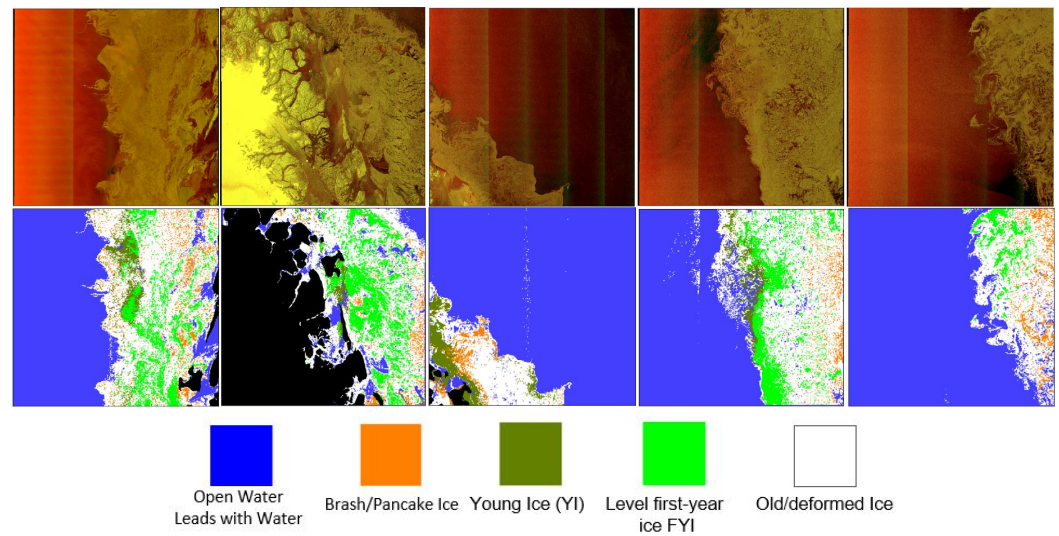 Open Water
Leads with Water
Brash/Pancake Ice
Young Ice (YI)
Level first-year
ice FYI
Old/deformed Ice